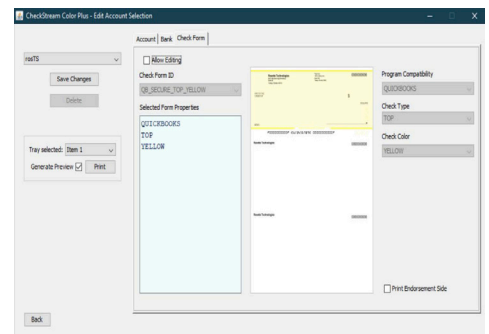 CheckStream Color Plus - Edit Account Selection
Account Bank Check Form
rosTS
Save Changes
Delete
Tray selected: Item 1
Generate Preview Print
Allow Editing
Check Form ID
QB_SECURE_TOP_YELLOW
Selected Form Properties
QUICKBOOKS
TOP
YELLOW
Program Compatibility
QUICKBOOKS
Check Type
TOP
Check Color
YELLOW
Print Endorsement Side
Back